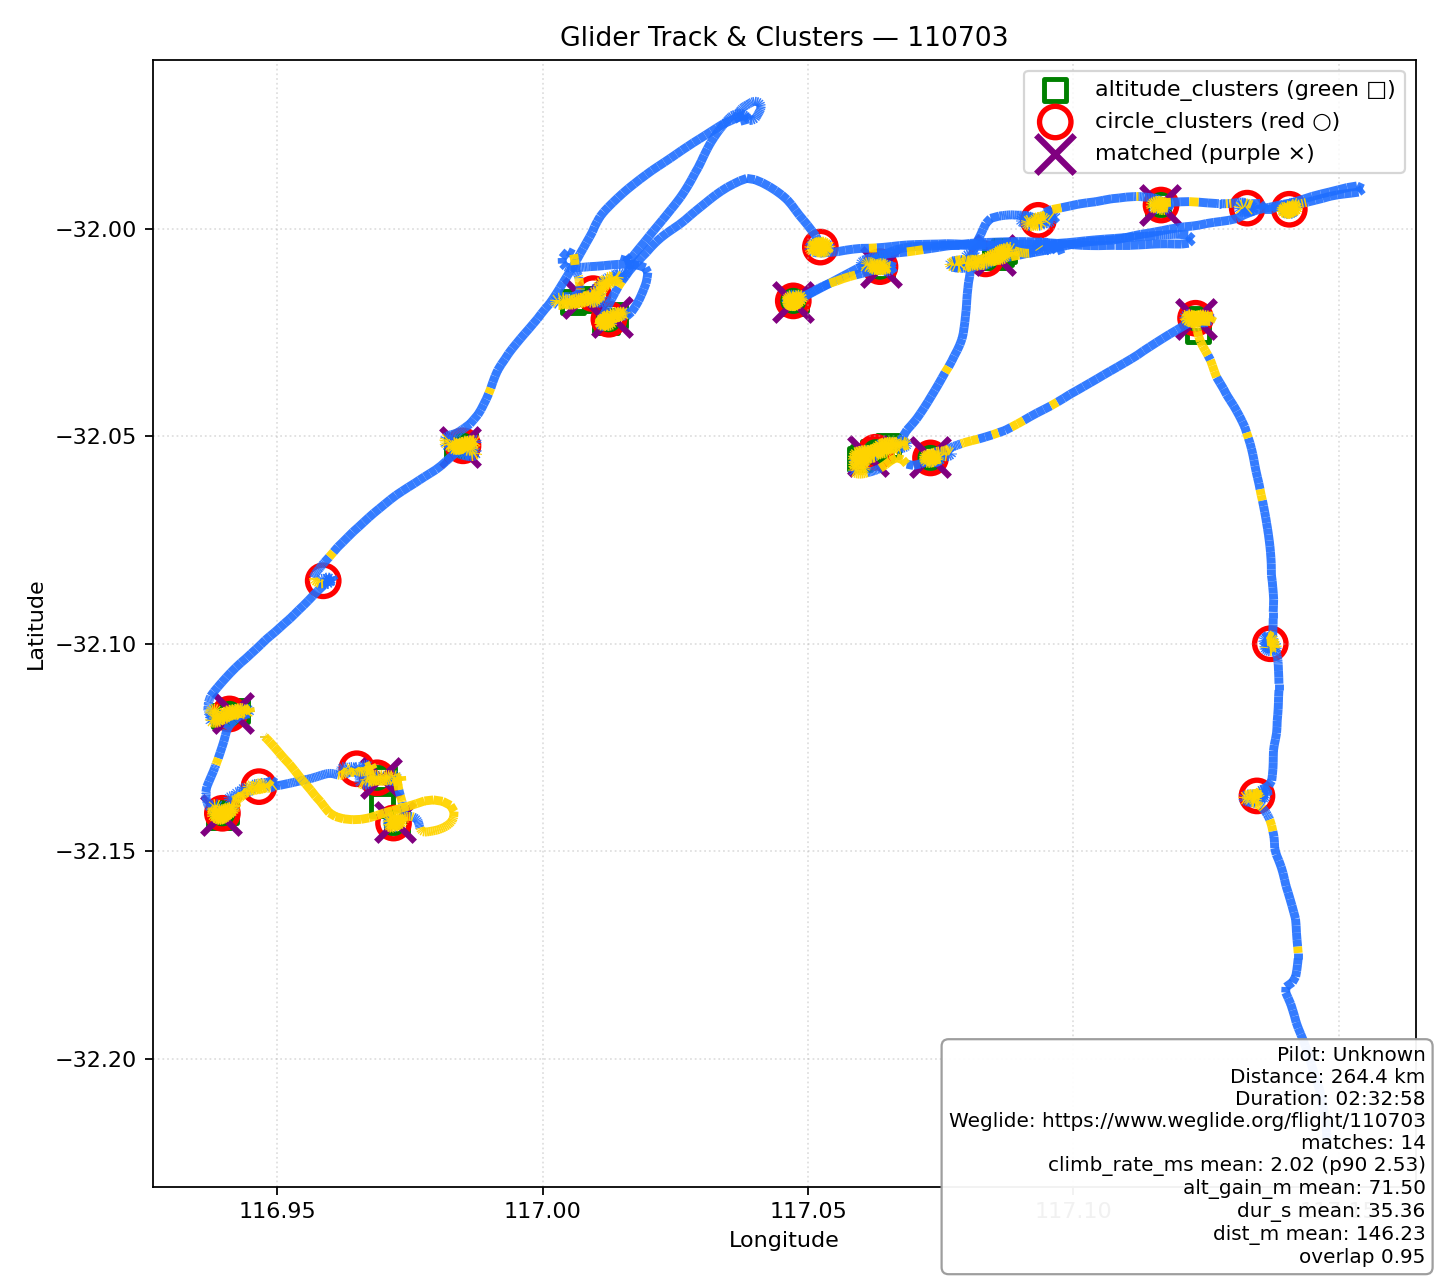 Glider Track & Clusters — 110703
altitude_clusters (green □)
circle_clusters (red ○)
matched (purple ×)
Latitude
−32.00
−32.05
−32.10
−32.15
−32.20
116.95
117.00
117.05
117.10
Longitude
Pilot: Unknown
Distance: 264.4 km
Duration: 02:32:58
Weglide: https://www.weglide.org/flight/110703
matches: 14
climb_rate_ms mean: 2.02 (p90 2.53)
alt_gain_m mean: 71.50
dur_s mean: 35.36
dist_m mean: 146.23
overlap 0.95